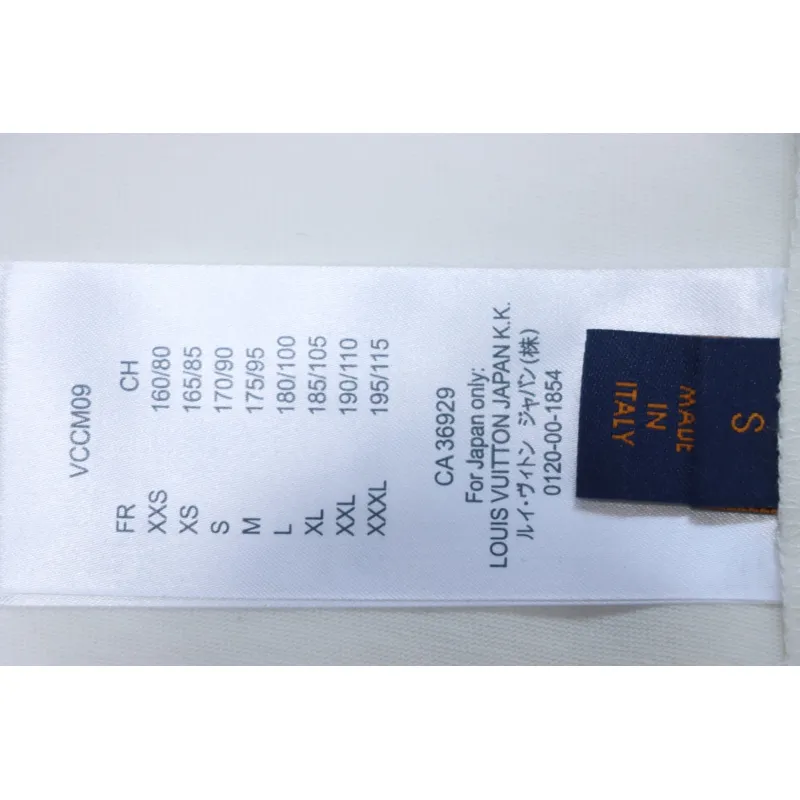 VCCM09
FR CH
XXS 160/80
XS 165/85
S 170/90
M 175/95
L 180/100
XL 185/105
XXL 190/110
XXXL 195/115
CA 36929
For Japan only:
LOUIS VUITTON JAPAN K.K.
ルイ・ヴィトン ジャパン(株)
0120-00-1854
S
MADE
IN
ITALY